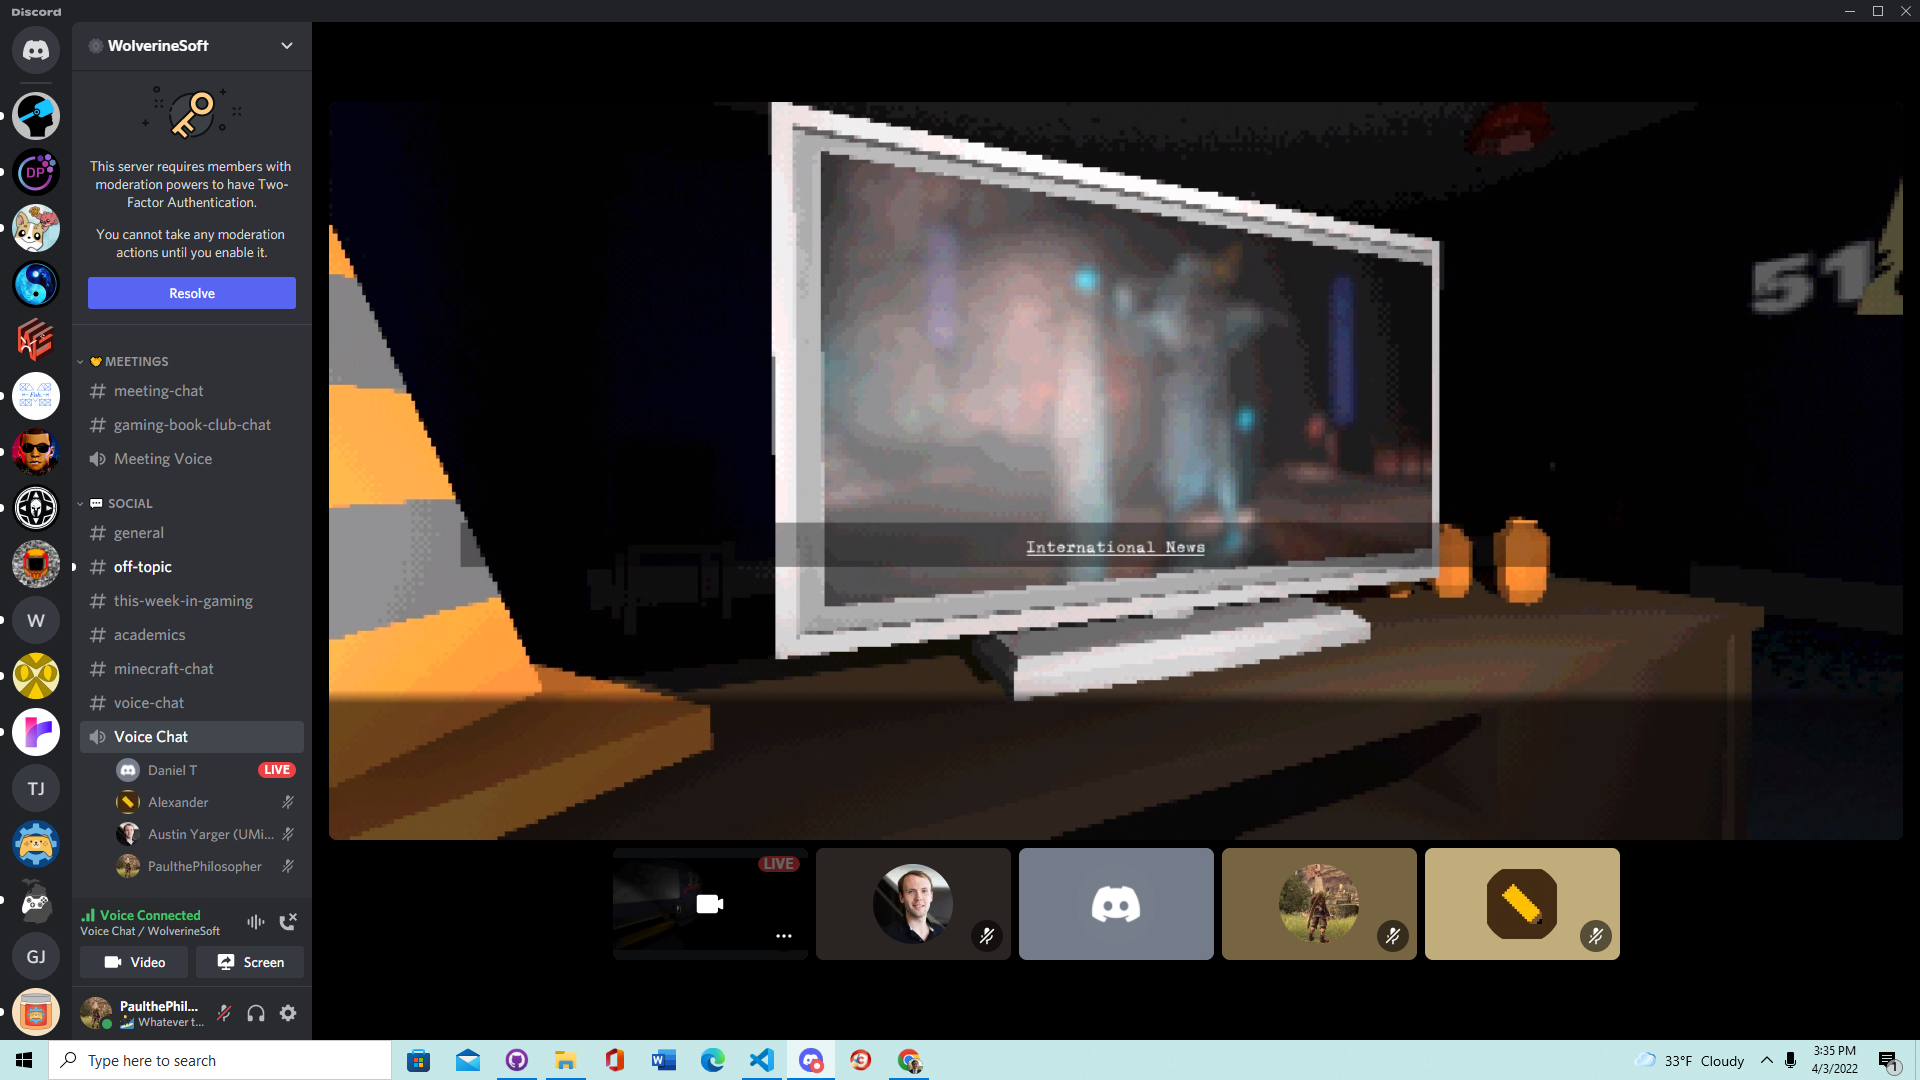 Discord
WolverineSoft
This server requires members with
moderation powers to have Two-
Factor Authentication.
You cannot take any moderation
actions until you enable it.
Resolve
MEETINGS
meeting-chat
gaming-book-club-chat
Meeting Voice
SOCIAL
general
off-topic
this-week-in-gaming
academics
minecraft-chat
voice-chat
Voice Chat
Daniel T
LIVE
Alexander
Austin Yarger (UMi...
PaulthePhilosopher
Voice Connected
Voice Chat / WolverineSoft
Video
Screen
PaulthePhil...
Whatever t...
DP
W
TJ
GJ
51
International News
LIVE
Type here to search
33°F Cloudy
3:35 PM
4/3/2022
1